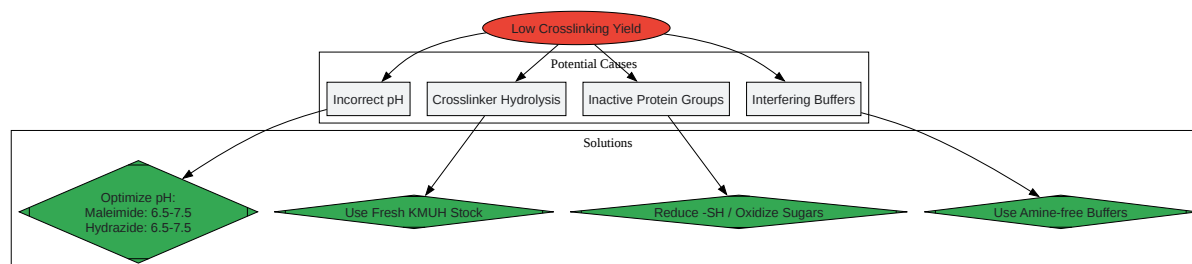 Low Crosslinking Yield
Potential Causes
Incorrect pH
Crosslinker Hydrolysis
Inactive Protein Groups
Interfering Buffers
Solutions
Optimize pH:
Maleimide: 6.5-7.5
Hydrazide: 6.5-7.5
Use Fresh KMUH Stock
Reduce -SH / Oxidize Sugars
Use Amine-free Buffers